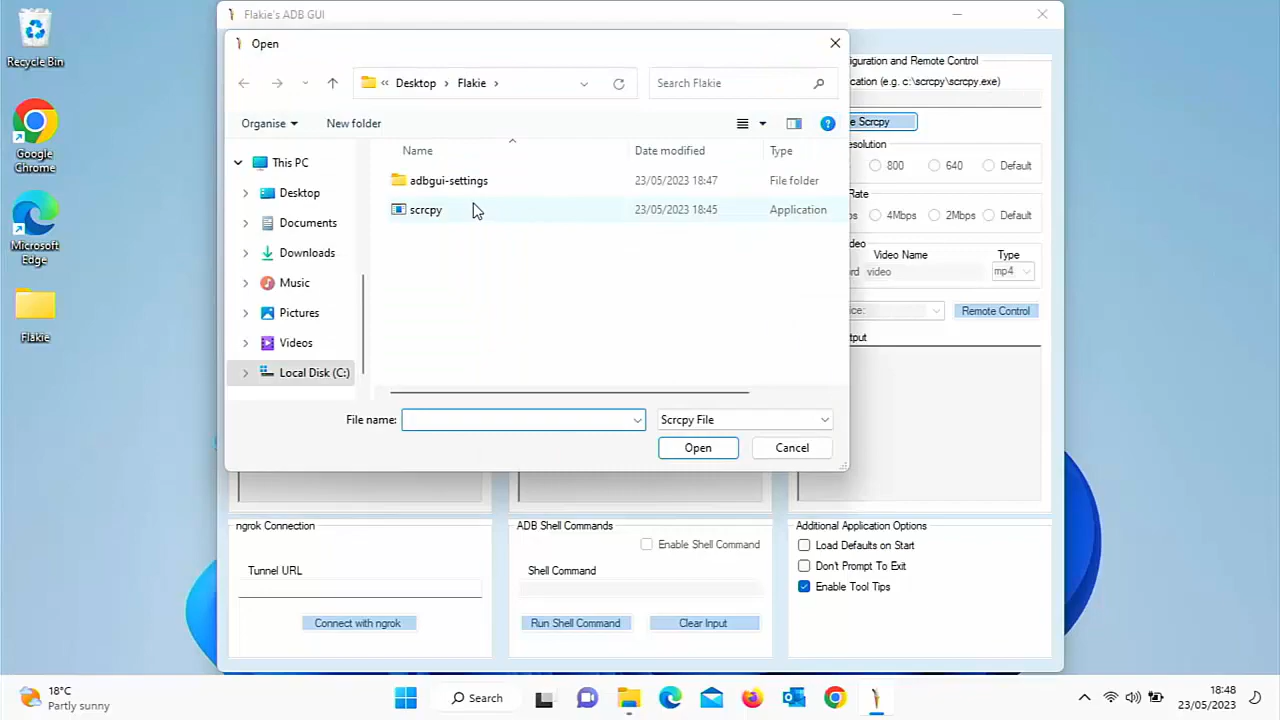 Recycle Bin
Google
Chrome
Microsoft
Edge
Flakie
Flakie's ADB GUI
Open
Desktop
Flakie
Search Flakie
Organise
New folder
Name
Date modified
Type
This PC
Desktop
Documents
Downloads
Music
Pictures
Videos
Local Disk (C:)
adbgui-settings 23/05/2023 18:47 File folder
scrcpy 23/05/2023 18:45 Application
File name:
Scrcpy File
Open
Cancel
and Remote Control
(e.g. c:\scrcpy\scrcpy.exe)
Scrcpy
800 640 Default
Rate
4Mbps 2Mbps Default
Video Name Type
video mp4
Remote Control
ngrok Connection
Tunnel URL
Connect with ngrok
ADB Shell Commands
Enable Shell Command
Shell Command
Run Shell Command
Clear Input
Additional Application Options
Load Defaults on Start
Don't Prompt To Exit
Enable Tool Tips
18°C
Partly sunny
Search
18:48
23/05/2023